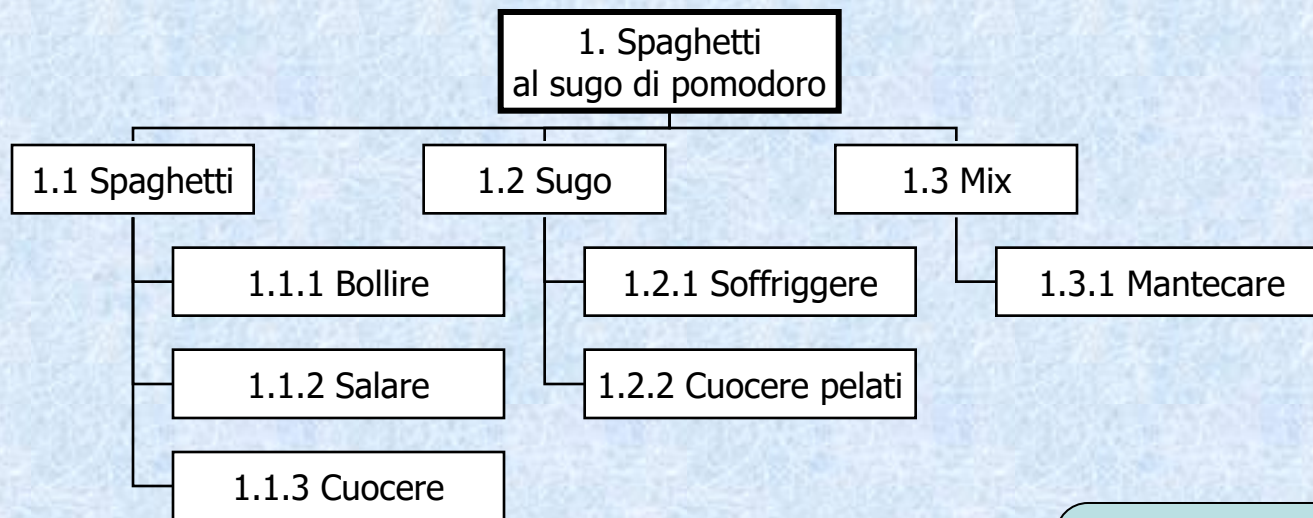 1. Spaghetti
al sugo di pomodoro
1.1 Spaghetti
1.2 Sugo
1.3 Mix
1.1.1 Bollire
1.2.1 Soffriggere
1.3.1 Mantecare
1.1.2 Salare
1.2.2 Cuocere pelati
1.1.3 Cuocere